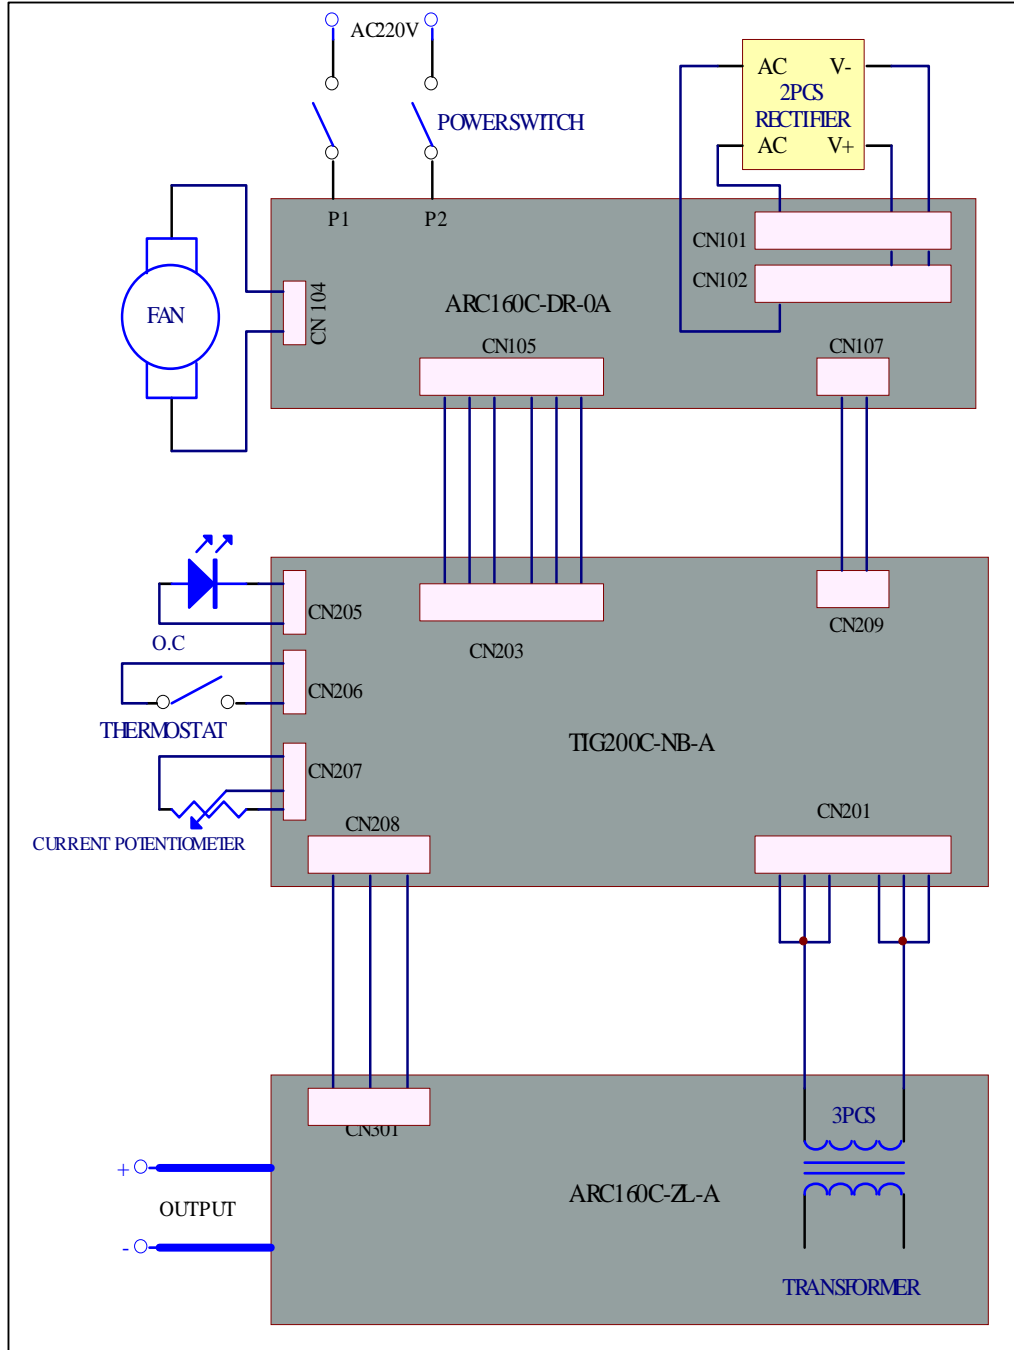 AC220V
POWERSWITCH
AC V-
2PCS
RECTIFIER
AC V+
P1 P2
CN101
CN102
CN 104
FAN
ARC160C-DR-0A
CN105
CN107
CN205
O.C
CN203
CN209
CN206
THERMOSTAT
TIG200C-NB-A
CN207
CURRENT POTENTIOMETER
CN208
CN201
CN301
3PCS
+
OUTPUT
-
ARC160C-ZL-A
TRANSFORMER